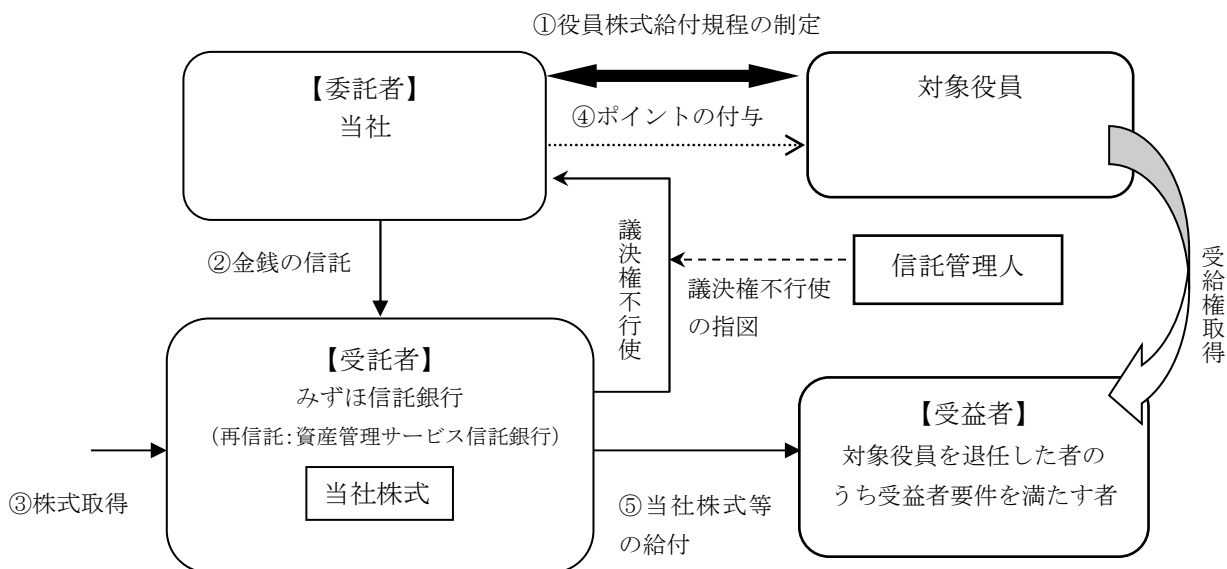 ①役員株式給付規程の制定
【委託者】
当社
対象役員
④ポイントの付与
②金銭の信託
議決権不行使
議決権不行使
の指図
信託管理人
受給権取得
【受託者】
みずほ信託銀行
（再信託：資産管理サービス信託銀行）
当社株式
③株式取得
⑤当社株式等
の給付
【受益者】
対象役員を退任した者の
うち受益者要件を満たす者